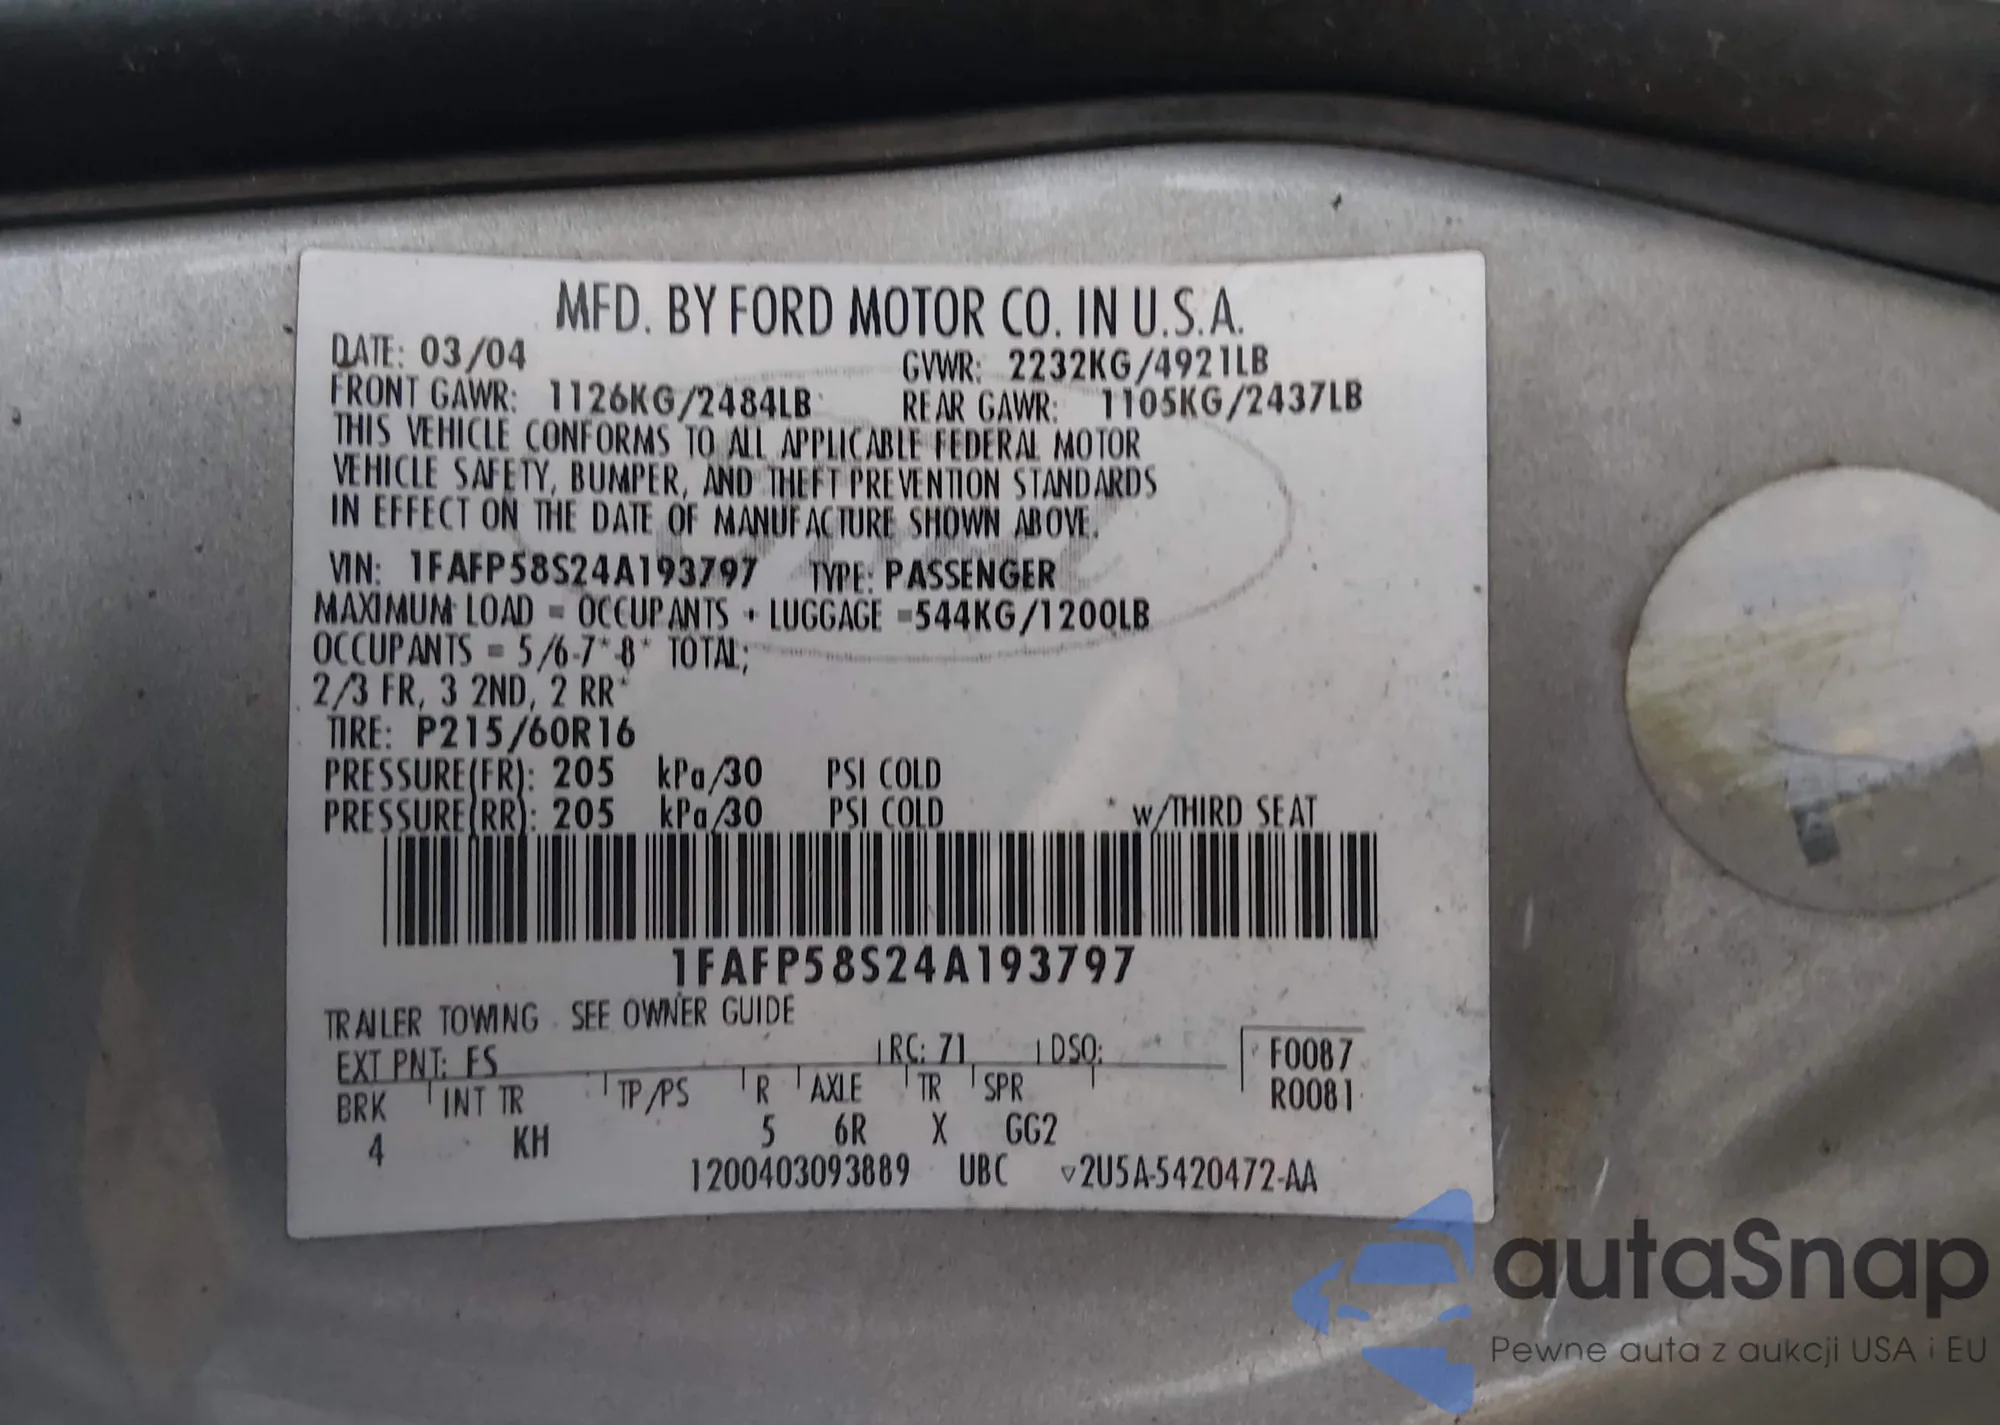 MFD. BY FORD MOTOR CO. IN U.S.A.
DATE: 03/04 GVWR: 2232KG/4921LB
FRONT GAWR: 1126KG/2484LB REAR GAWR: 1105KG/2437LB
THIS VEHICLE CONFORMS TO ALL APPLICABLE FEDERAL MOTOR
VEHICLE SAFETY, BUMPER, AND THEFT PREVENTION STANDARDS
IN EFFECT ON THE DATE OF MANUFACTURE SHOWN ABOVE.
VIN: 1FAFP58S24A193797 TYPE: PASSENGER
MAXIMUM LOAD = OCCUPANTS + LUGGAGE =544KG/1200LB
OCCUPANTS = 5/6-7*-8* TOTAL;
2/3 FR, 3 2ND, 2 RR*
TIRE: P215/60R16
PRESSURE(FR): 205 kPa/30 PSI COLD
PRESSURE(RR): 205 kPa/30 PSI COLD * w/THIRD SEAT
1FAFP58S24A193797
TRAILER TOWING - SEE OWNER GUIDE
EXT PNT: FS RC: 71 DSO: F0087
BRK INT TR TP/PS R AXLE TR SPR R0081
4 KH 5 6R X GG2
1200403093889 UBC ▽2U5A-5420472-AA
autaSnap
Pewne auta z aukcji USA i EU